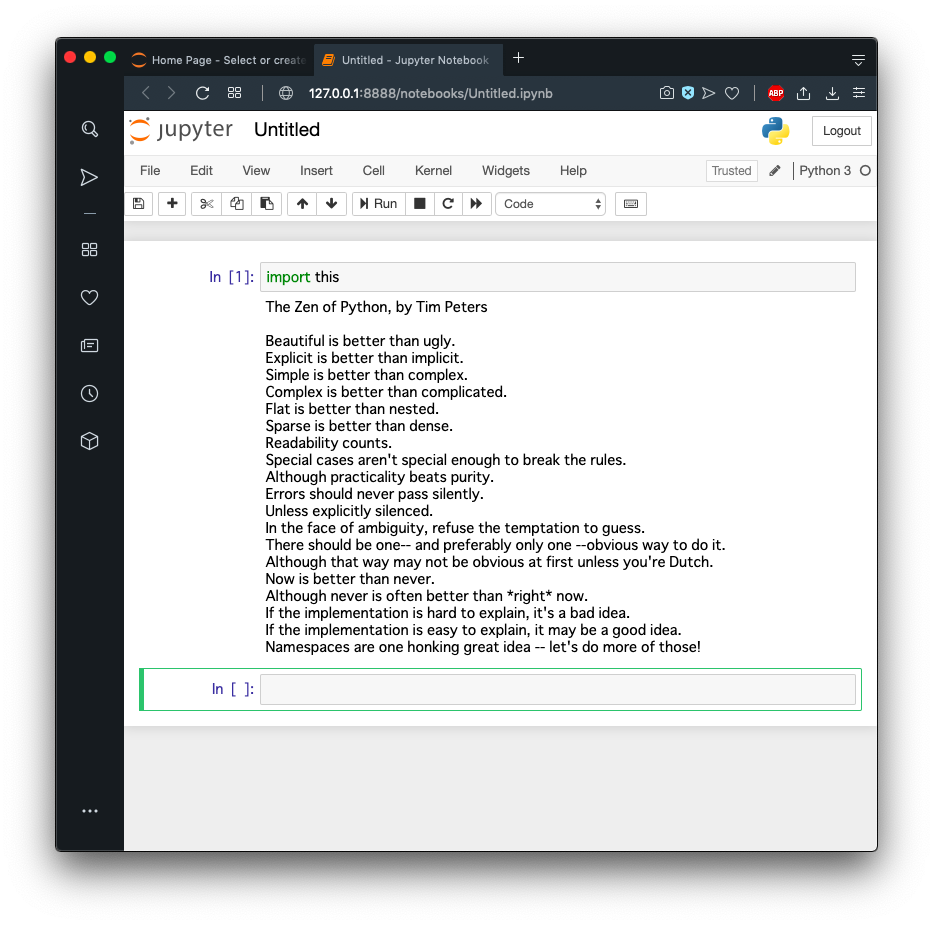 Home Page - Select or create
Untitled - Jupyter Notebook
127.0.0.1:8888/notebooks/Untitled.ipynb
ABP
jupyter Untitled
Logout
File Edit View Insert Cell Kernel Widgets Help Trusted Python 3
Run Code
In [1]: import this
The Zen of Python, by Tim Peters
Beautiful is better than ugly.
Explicit is better than implicit.
Simple is better than complex.
Complex is better than complicated.
Flat is better than nested.
Sparse is better than dense.
Readability counts.
Special cases aren't special enough to break the rules.
Although practicality beats purity.
Errors should never pass silently.
Unless explicitly silenced.
In the face of ambiguity, refuse the temptation to guess.
There should be one-- and preferably only one --obvious way to do it.
Although that way may not be obvious at first unless you're Dutch.
Now is better than never.
Although never is often better than *right* now.
If the implementation is hard to explain, it's a bad idea.
If the implementation is easy to explain, it may be a good idea.
Namespaces are one honking great idea -- let's do more of those!
In [ ]: